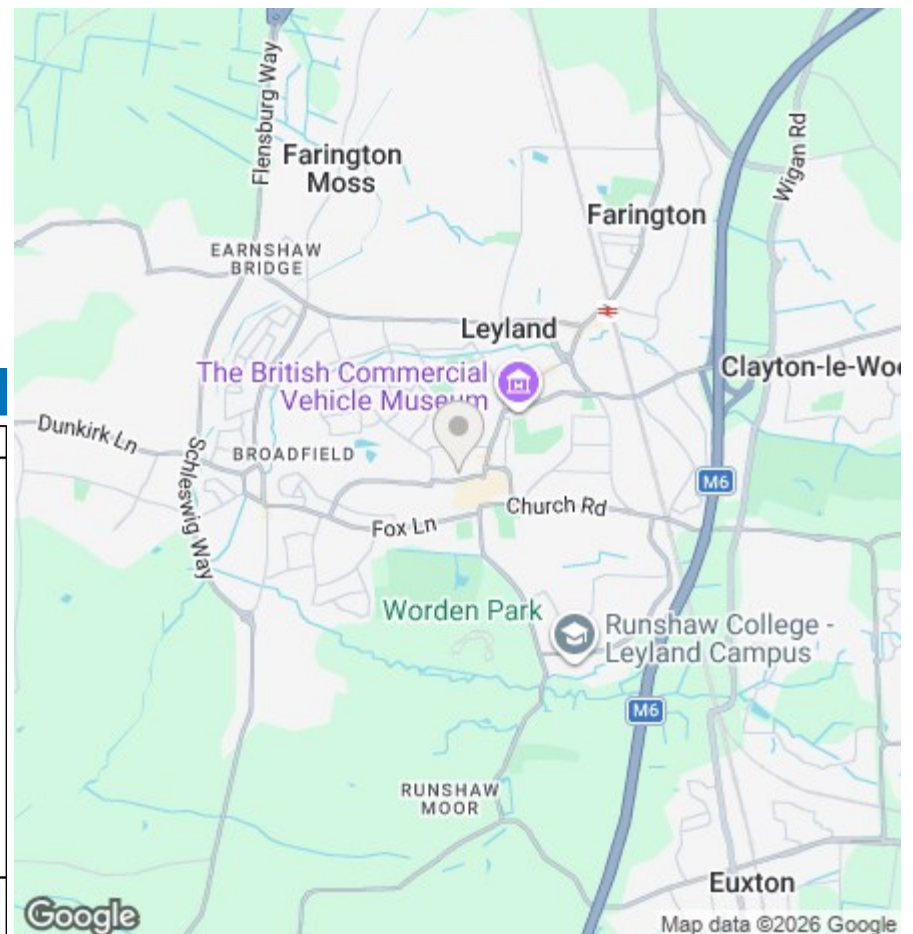 Flensburg Way
Farington
Moss
Wigan Rd
Farington
EARNSHAW
BRIDGE
Leyland
The British Commercial
Vehicle Museum
Clayton-le-Woo
Dunkirk Ln
BROADFIELD
Schleswig Way
M6
Church Rd
Fox Ln
Worden Park
Runshaw College -
Leyland Campus
M6
RUNSHAW
MOOR
Euxton
Google
Map data ©2026 Google